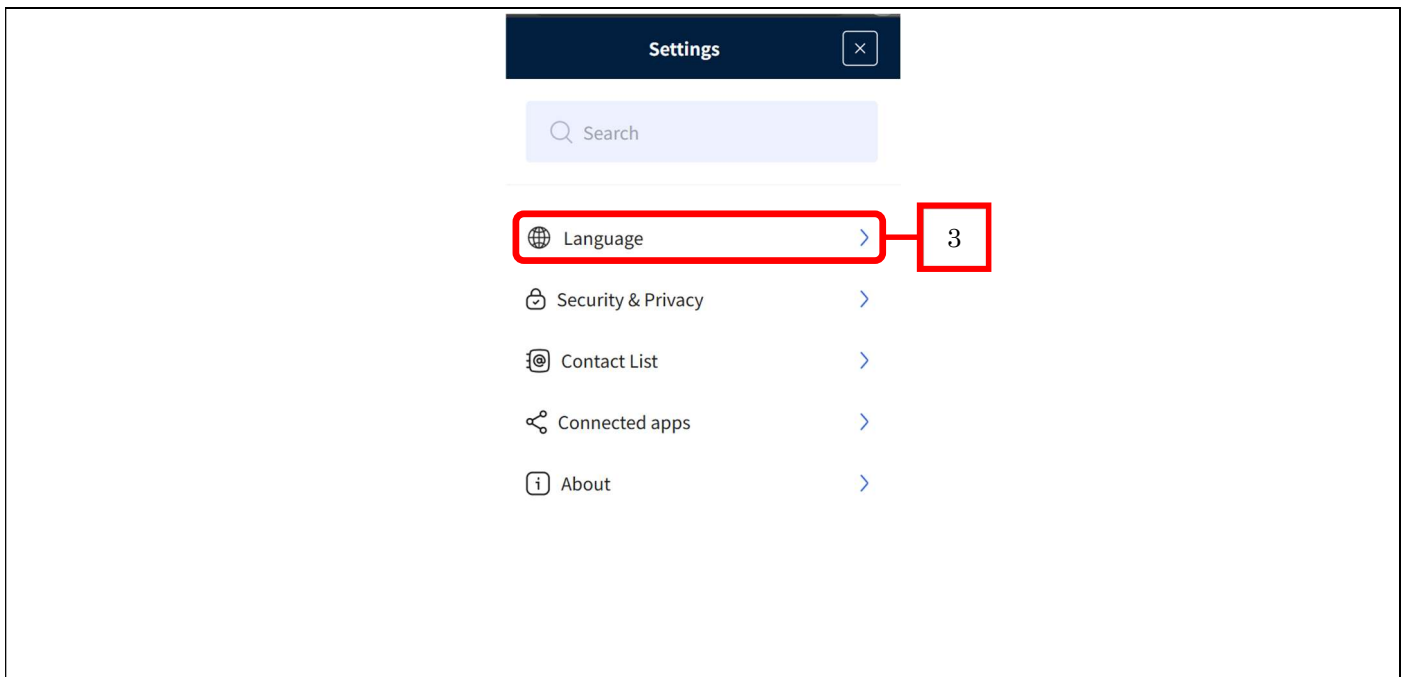 Settings
Search
Language
3
Security & Privacy
Contact List
Connected apps
About